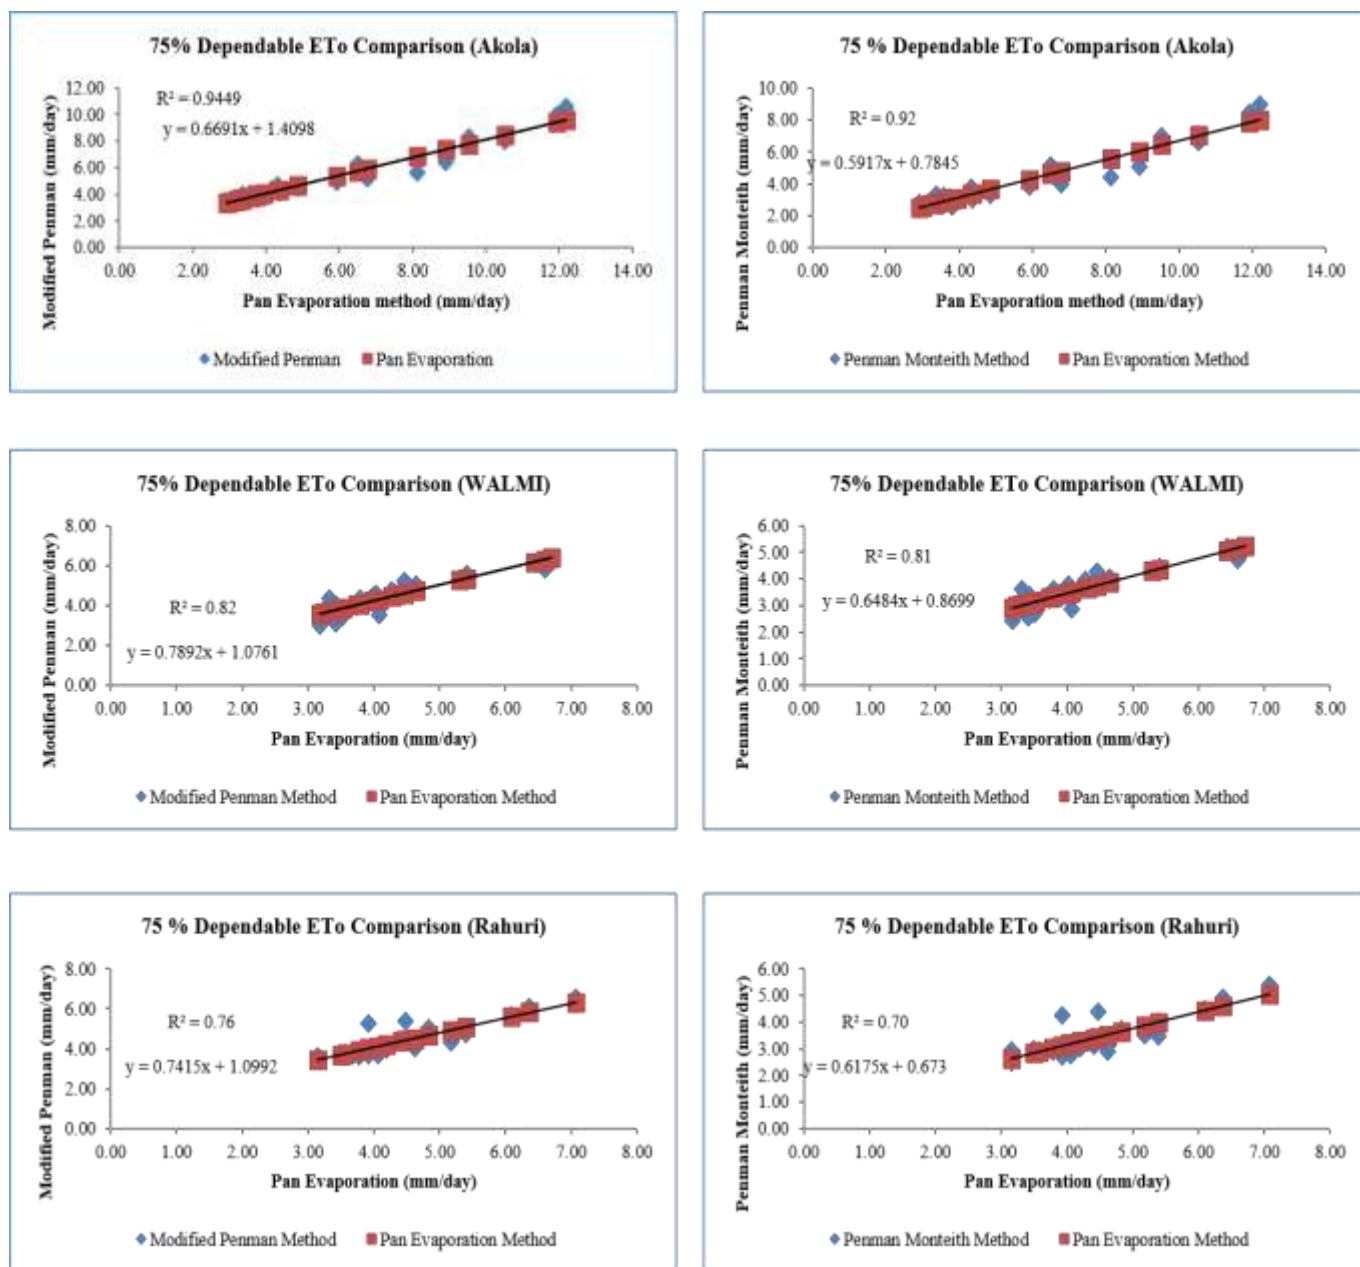 75% Dependable ETo Comparison (Akola)
Modified Penman (mm/day)
12.00
10.00
8.00
6.00
4.00
2.00
0.00
R² = 0.9449
y = 0.6691x + 1.4098
0.00 2.00 4.00 6.00 8.00 10.00 12.00 14.00
Pan Evaporation method (mm/day)
Modified Penman Pan Evaporation
75 % Dependable ETo Comparison (Akola)
Penman Monteith (mm/day)
10.00
8.00
6.00
4.00
2.00
0.00
R² = 0.92
y = 0.5917x + 0.7845
0.00 2.00 4.00 6.00 8.00 10.00 12.00 14.00
Pan Evaporation method (mm/day)
Penman Monteith Method Pan Evaporation Method
75% Dependable ETo Comparison (WALMI)
Modified Penman (mm/day)
8.00
6.00
4.00
2.00
0.00
R² = 0.82
y = 0.7892x + 1.0761
0.00 1.00 2.00 3.00 4.00 5.00 6.00 7.00 8.00
Pan Evaporation (mm/day)
Modified Penman Method Pan Evaporation Method
75% Dependable ETo Comparison (WALMI)
Penman Monteith (mm/day)
6.00
5.00
4.00
3.00
2.00
1.00
0.00
R² = 0.81
y = 0.6484x + 0.8699
0.00 1.00 2.00 3.00 4.00 5.00 6.00 7.00 8.00
Pan Evaporation (mm/day)
Penman Monteith Method Pan Evaporation Method
75 % Dependable ETo Comparison (Rahuri)
Modified Penman (mm/day)
8.00
6.00
4.00
2.00
0.00
R² = 0.76
y = 0.7415x + 1.0992
0.00 1.00 2.00 3.00 4.00 5.00 6.00 7.00 8.00
Pan Evaporation (mm/day)
Modified Penman Method Pan Evaporation Method
75 % Dependable ETo Comparison (Rahuri)
Penman Monteith (mm/day)
6.00
5.00
4.00
3.00
2.00
1.00
0.00
R² = 0.70
y = 0.6175x + 0.673
0.00 1.00 2.00 3.00 4.00 5.00 6.00 7.00 8.00
Pan Evaporation (mm/day)
Penman Monteith Method Pan Evaporation Method